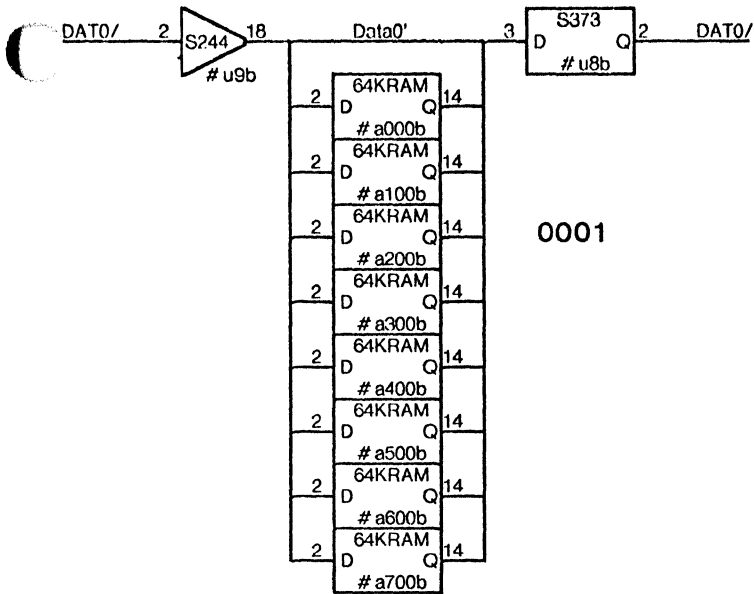 S373
DAT0/ 2 S244 18 Data0' 3 D Q 2 DAT0/
# u9b # u8b
64KRAM
2 D Q 14
# a000b
64KRAM
2 D Q 14
# a100b
64KRAM
2 D Q 14
# a200b
0001
64KRAM
2 D Q 14
# a300b
64KRAM
2 D Q 14
# a400b
64KRAM
2 D Q 14
# a500b
64KRAM
2 D Q 14
# a600b
64KRAM
2 D Q 14
# a700b